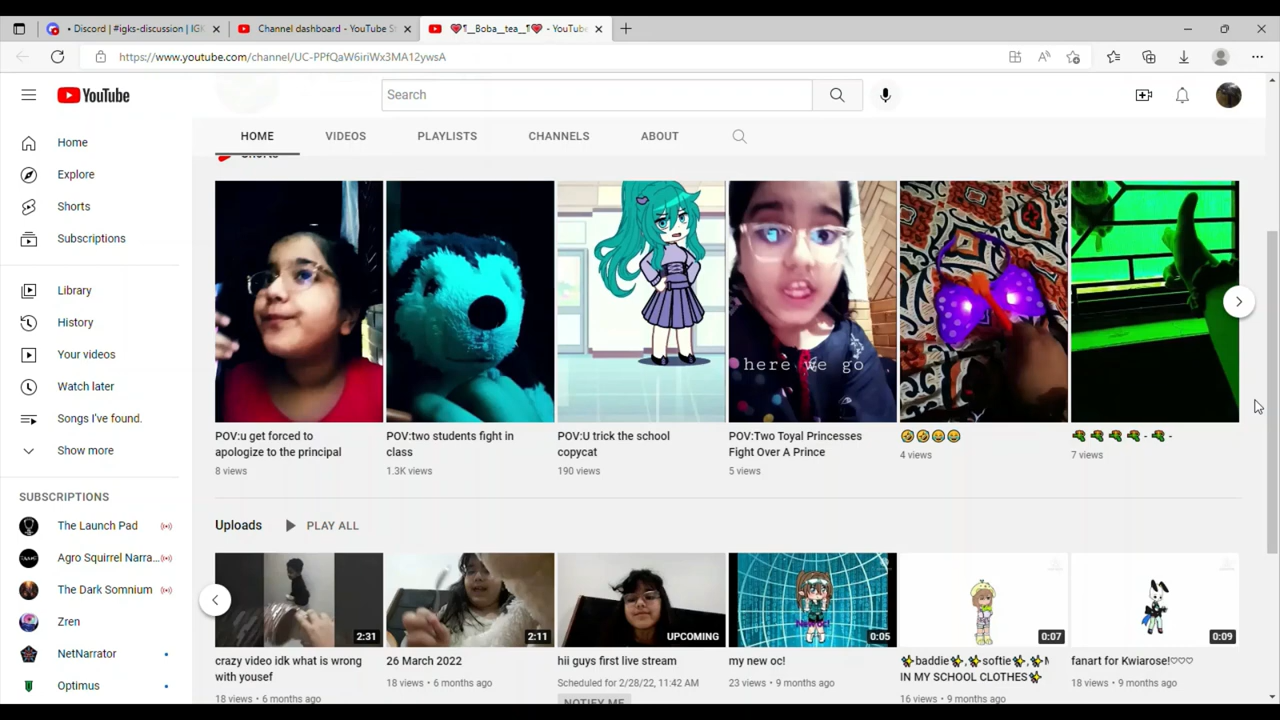 • Discord | #igks-discussion | IGK
Channel dashboard - YouTube S
❤️¶__Boba__tea__¶❤️ - YouTube
https://www.youtube.com/channel/UC-PPfQaW6iriWx3MA12ywsA
YouTube
Search
HOME VIDEOS PLAYLISTS CHANNELS ABOUT
Shorts
Home
Explore
Shorts
Subscriptions
Library
History
Your videos
Watch later
Songs I've found.
Show more
SUBSCRIPTIONS
The Launch Pad
Agro Squirrel Narra...
The Dark Somnium
Zren
NetNarrator
Optimus
here we go
POV:u get forced to
apologize to the principal
8 views
POV:two students fight in
class
1.3K views
POV:U trick the school
copycat
190 views
POV:Two Toyal Princesses
Fight Over A Prince
5 views
🤣🤣😂😂
4 views
🔫🔫🔫🔫-🔫-
7 views
Uploads PLAY ALL
2:31
crazy video idk what is wrong
with yousef
18 views • 6 months ago
2:11
26 March 2022
18 views • 6 months ago
UPCOMING
hii guys first live stream
Scheduled for 2/28/22, 11:42 AM
NOTIFY ME
New oc!
0:05
my new oc!
23 views • 9 months ago
0:07
✨baddie✨,✨softie✨,✨M
IN MY SCHOOL CLOTHES✨
16 views • 9 months ago
0:09
fanart for Kwiarose!♡♡♡
18 views • 9 months ago